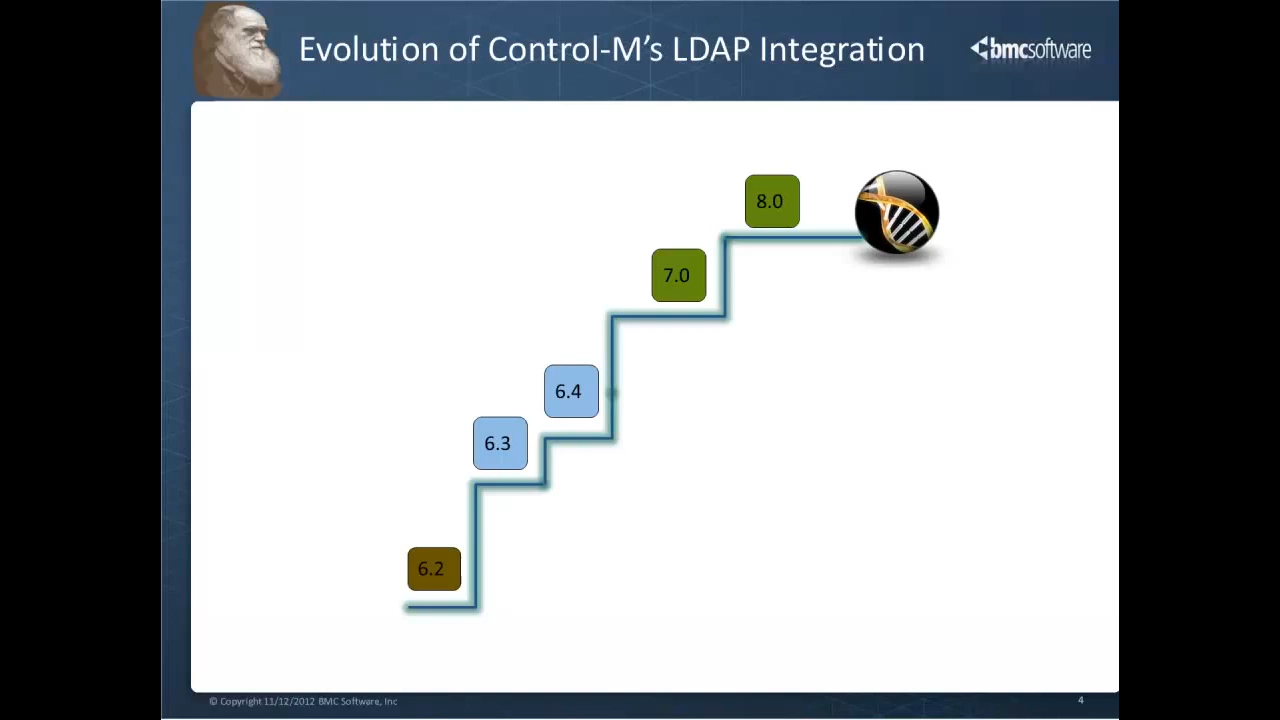 Evolution of Control-M’s LDAP Integration
bmcsoftware
8.0
7.0
6.4
6.3
6.2
© Copyright 11/12/2012 BMC Software, Inc
4